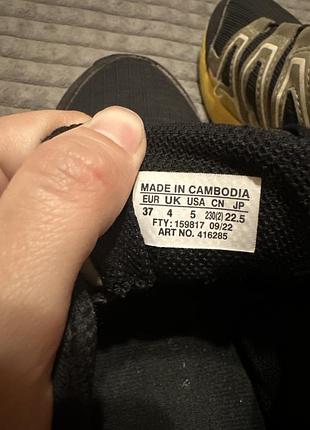 MADE IN CAMBODIA
EUR UK USA CN JP
37 4 5 230(2) 22.5
FTY: 159817 09/22
ART NO. 416285